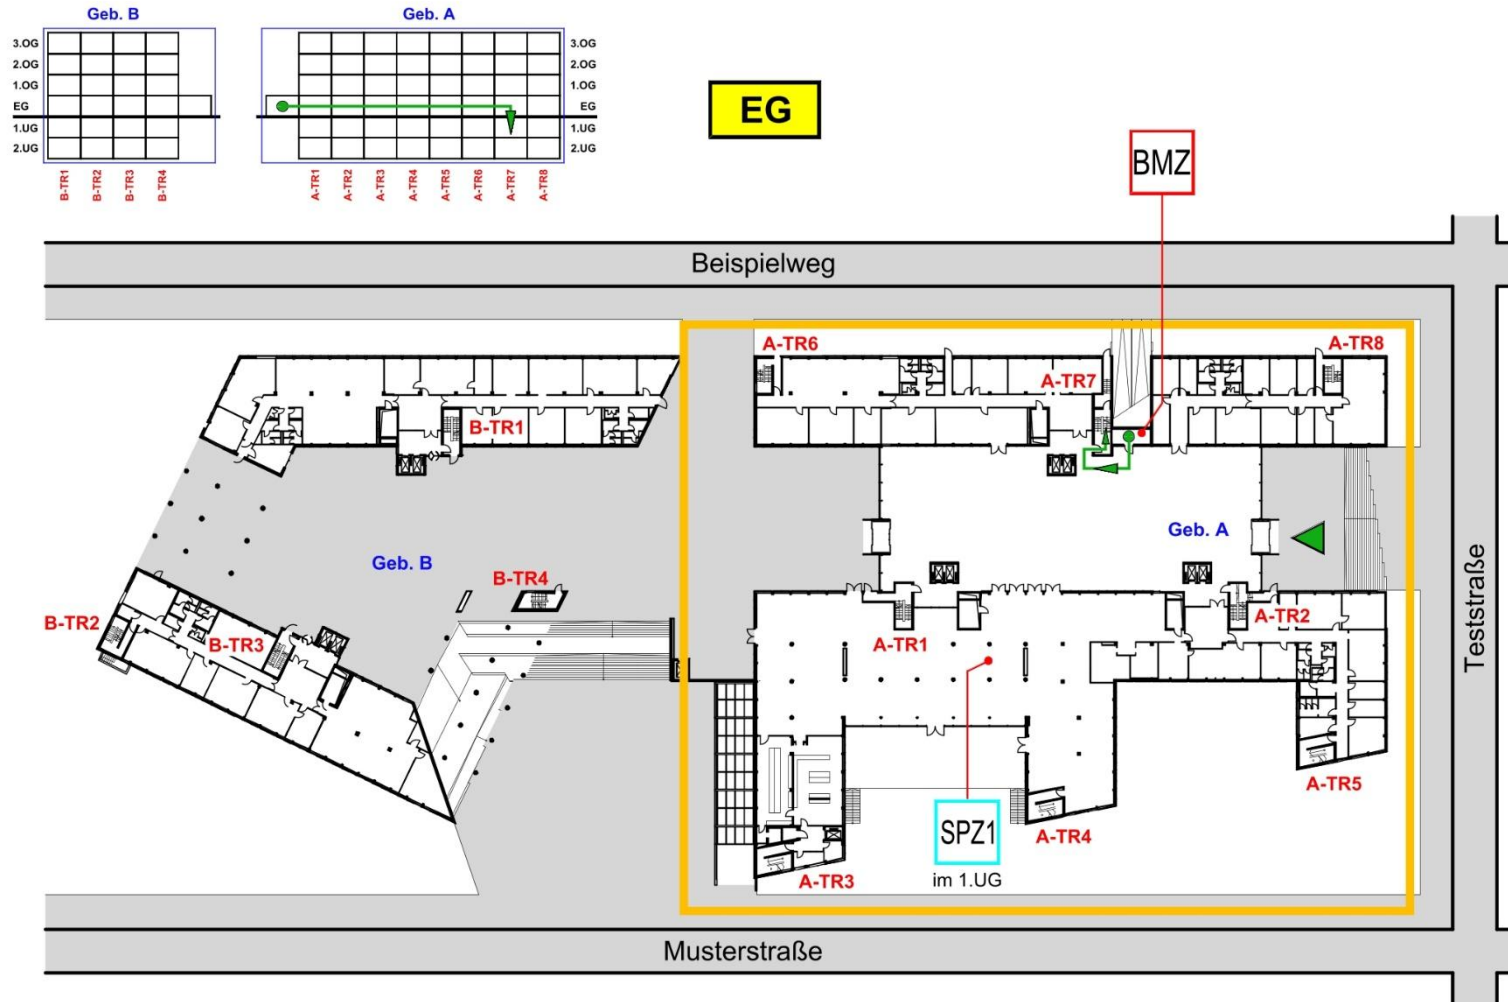 Geb. B
Geb. A
3.OG
2.OG
1.OG
EG
1.UG
2.UG
3.OG
2.OG
1.OG
EG
1.UG
2.UG
B-TR1
B-TR2
B-TR3
B-TR4
A-TR1
A-TR2
A-TR3
A-TR4
A-TR5
A-TR6
A-TR7
A-TR8
EG
BMZ
Beispielweg
A-TR6
A-TR7
A-TR8
B-TR1
Geb. A
Geb. B
B-TR4
B-TR2
B-TR3
A-TR1
A-TR2
Teststraße
A-TR5
SPZ1
A-TR4
im 1.UG
A-TR3
Musterstraße